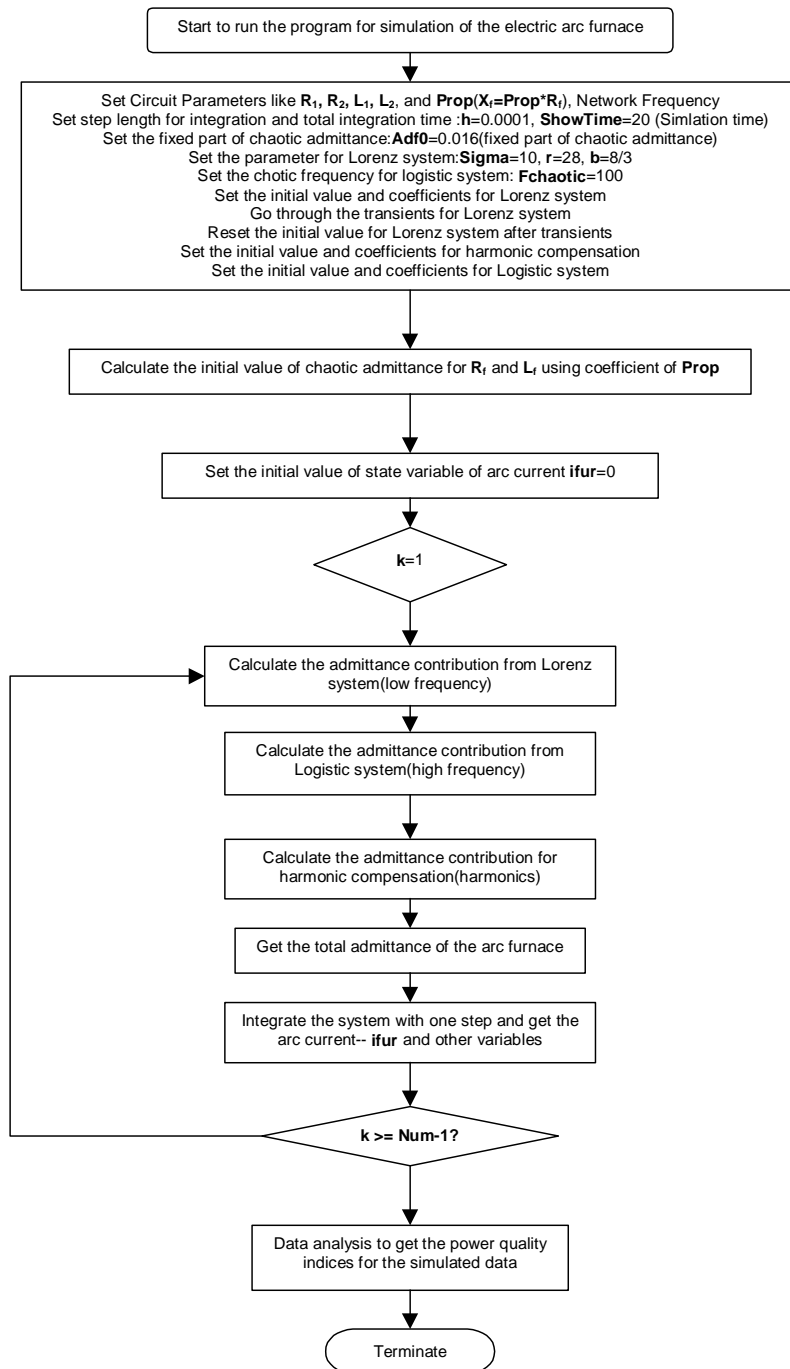 Start to run the program for simulation of the electric arc furnace
Set Circuit Parameters like R₁, R₂, L₁, L₂, and Prop(Xf=Prop*Rf), Network Frequency
Set step length for integration and total integration time :h=0.0001, ShowTime=20 (Simlation time)
Set the fixed part of chaotic admittance:Adf0=0.016(fixed part of chaotic admittance)
Set the parameter for Lorenz system:Sigma=10, r=28, b=8/3
Set the chotic frequency for logistic system: Fchaotic=100
Set the initial value and coefficients for Lorenz system
Go through the transients for Lorenz system
Reset the initial value for Lorenz system after transients
Set the initial value and coefficients for harmonic compensation
Set the initial value and coefficients for Logistic system
Calculate the initial value of chaotic admittance for Rf and Lf using coefficient of Prop
Set the initial value of state variable of arc current ifur=0
k=1
Calculate the admittance contribution from Lorenz
system(low frequency)
Calculate the admittance contribution from
Logistic system(high frequency)
Calculate the admittance contribution for
harmonic compensation(harmonics)
Get the total admittance of the arc furnace
Integrate the system with one step and get the
arc current-- ifur and other variables
k >= Num-1?
Data analysis to get the power quality
indices for the simulated data
Terminate